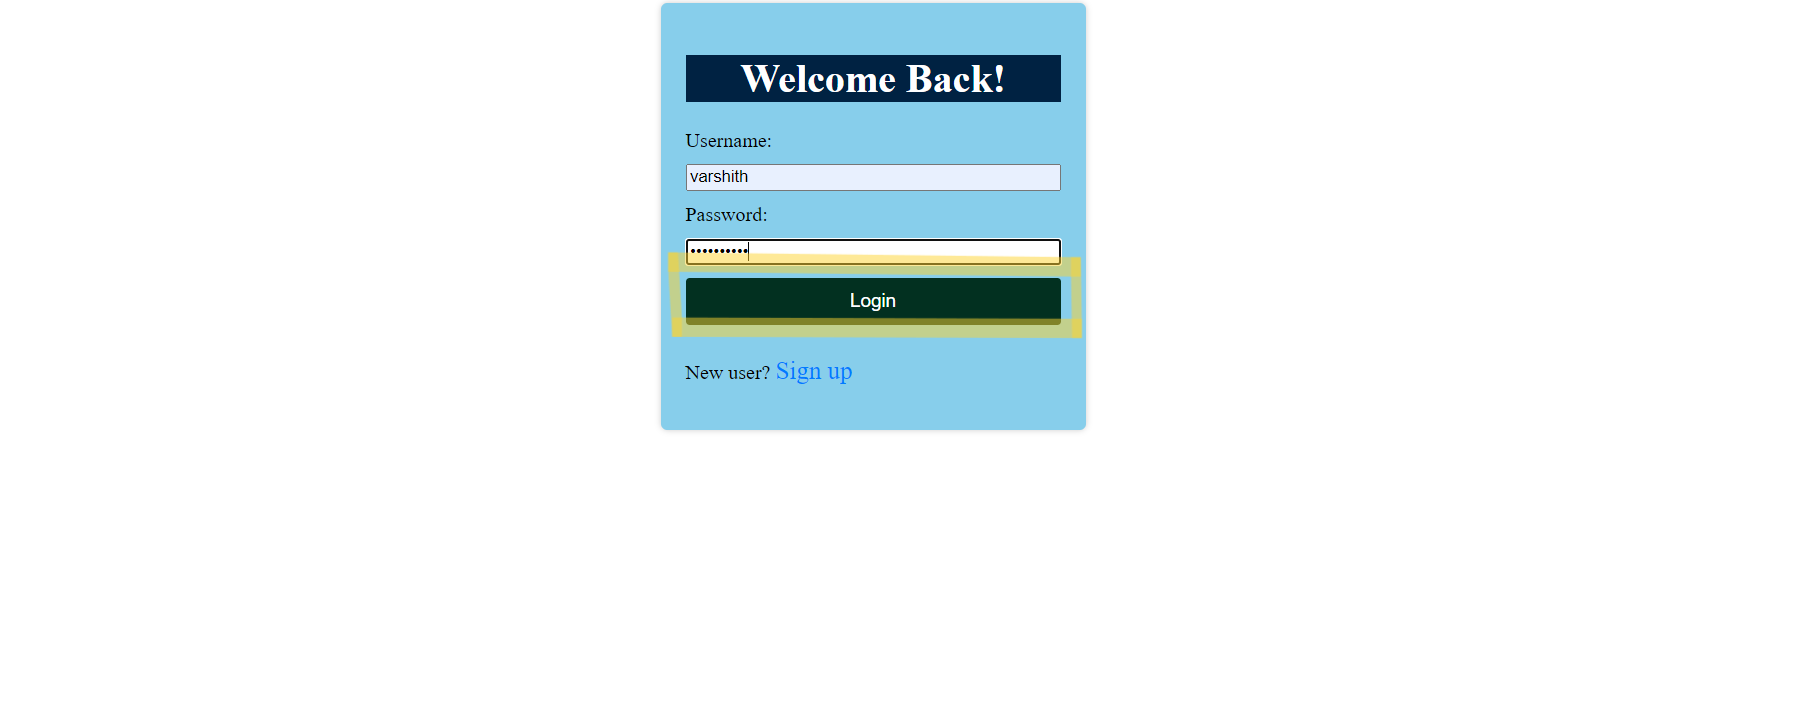 Welcome Back!
Username:
varshith
Password:
••••••••••
Login
New user? Sign up